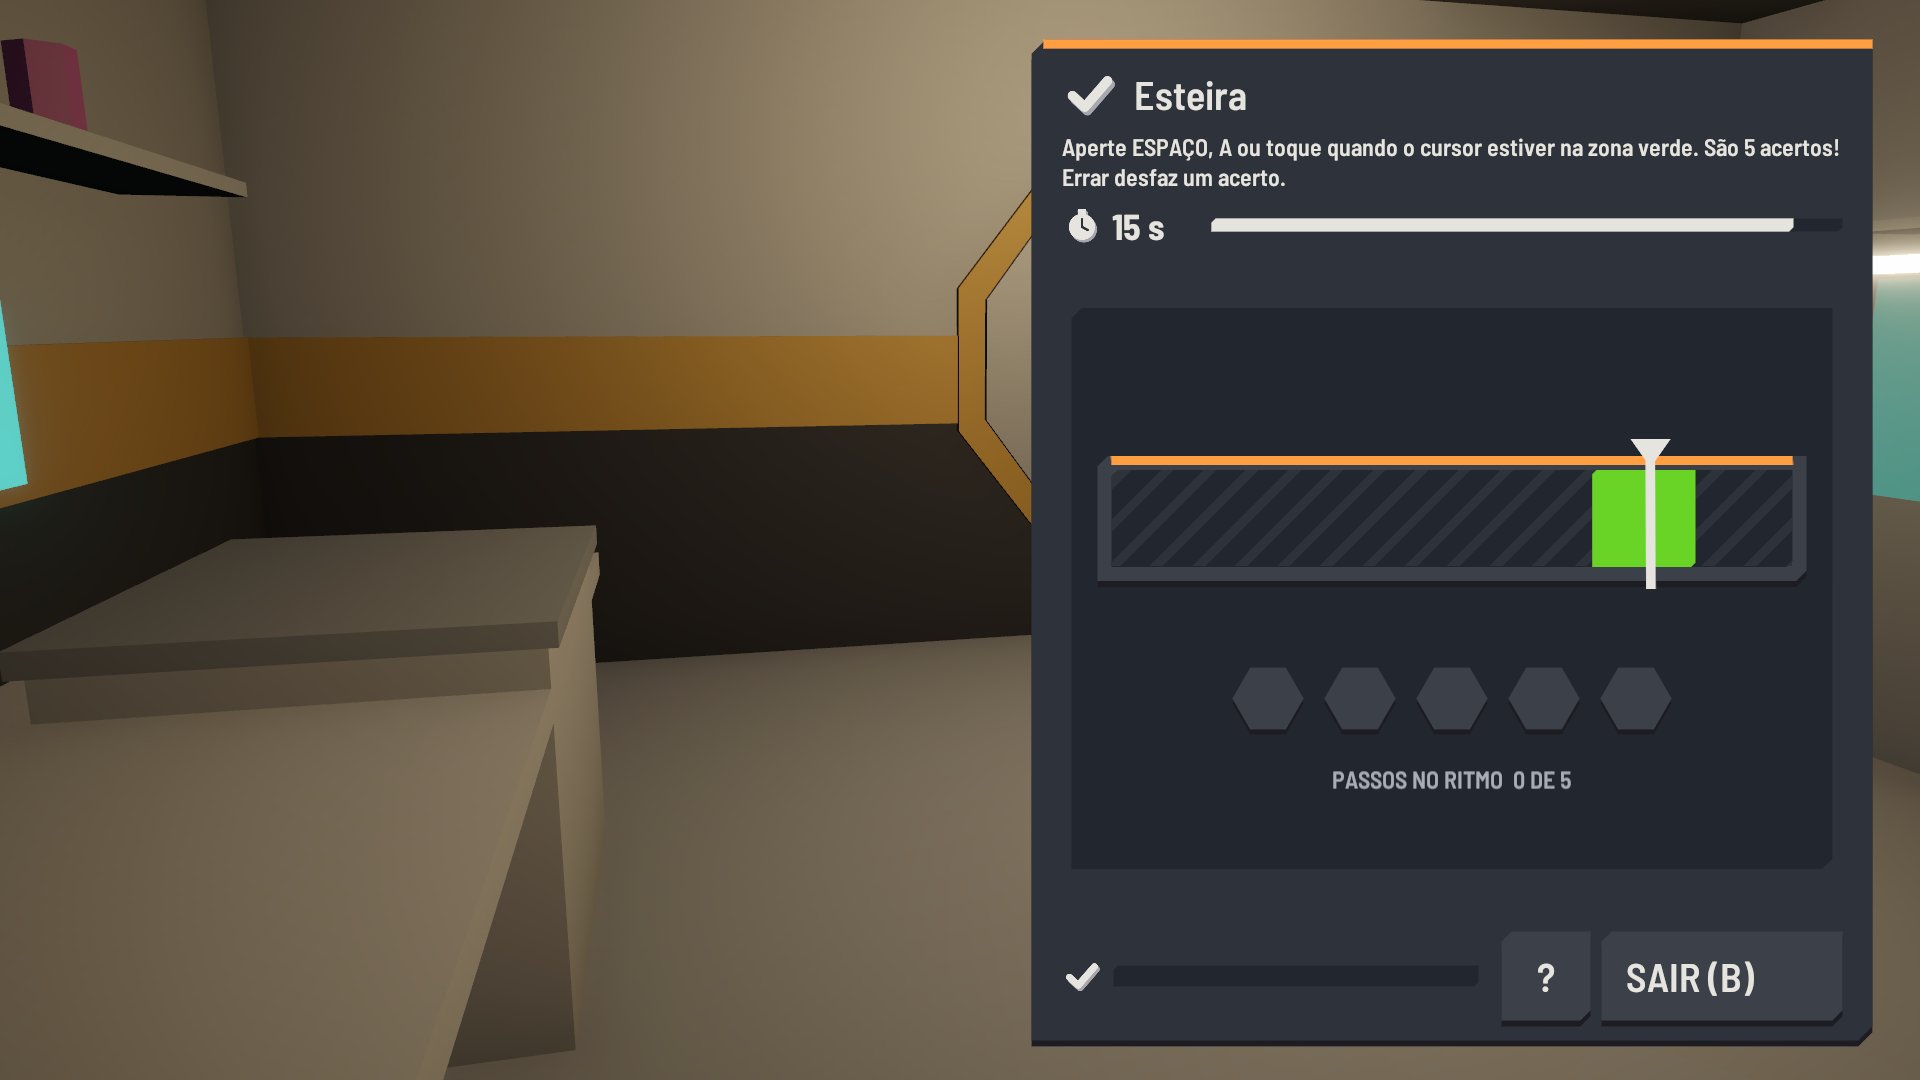 Esteira
Aperte ESPAÇO, A ou toque quando o cursor estiver na zona verde. São 5 acertos!
Errar desfaz um acerto.
15 s
PASSOS NO RITMO 0 DE 5
?
SAIR (B)